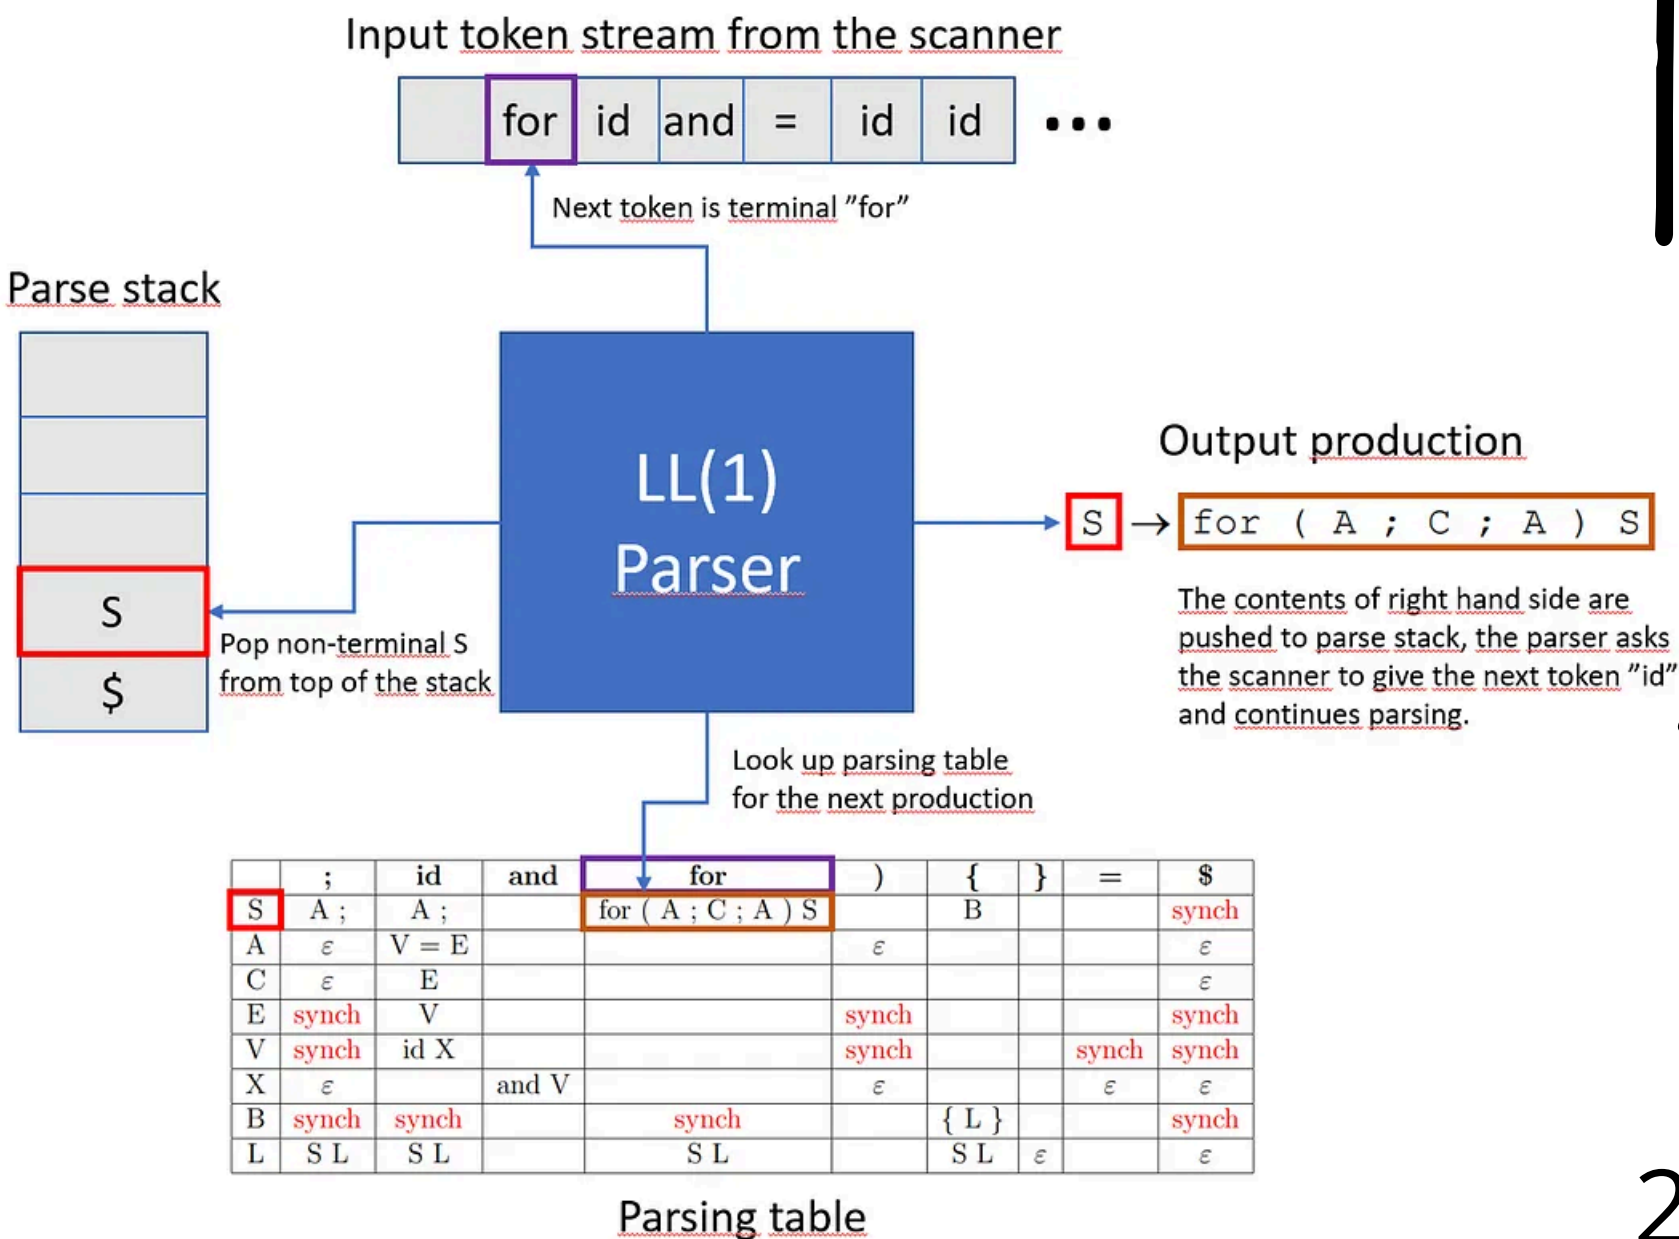 Input token stream from the scanner
for id and = id id •••
Next token is terminal ”for”
Parse stack
S
$
Pop non-terminal S
from top of the stack
LL(1)
Parser
Output production
S → for ( A ; C ; A ) S
The contents of right hand side are
pushed to parse stack, the parser asks
the scanner to give the next token ”id”
and continues parsing.
Look up parsing table
for the next production
; id and for ) { } = $
S A ; A ; for ( A ; C ; A ) S B synch
A ε V = E ε ε
C ε E ε
E synch V synch synch
V synch id X synch synch synch
X ε and V ε ε ε
B synch synch synch { L } synch
L S L S L S L S L ε ε
Parsing table
2